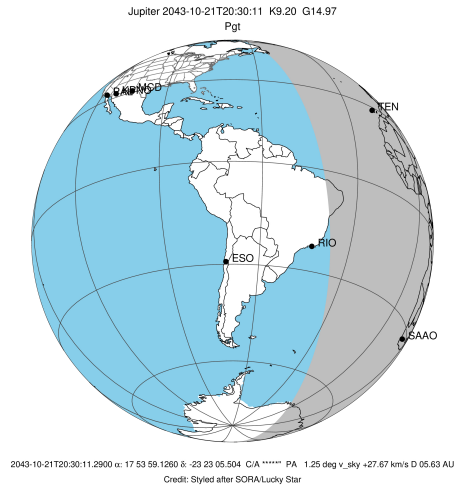 Jupiter 2043-10-21T20:30:11 K9.20 G14.97
Pgt
MCD
TEN
RIO
ESO
SAAO
2043-10-21T20:30:11.2900 α: 17 53 59.1260 δ: -23 23 05.504 C/A *****" PA 1.25 deg v_sky +27.67 km/s D 05.63 AU
Credit: Styled after SORA/Lucky Star